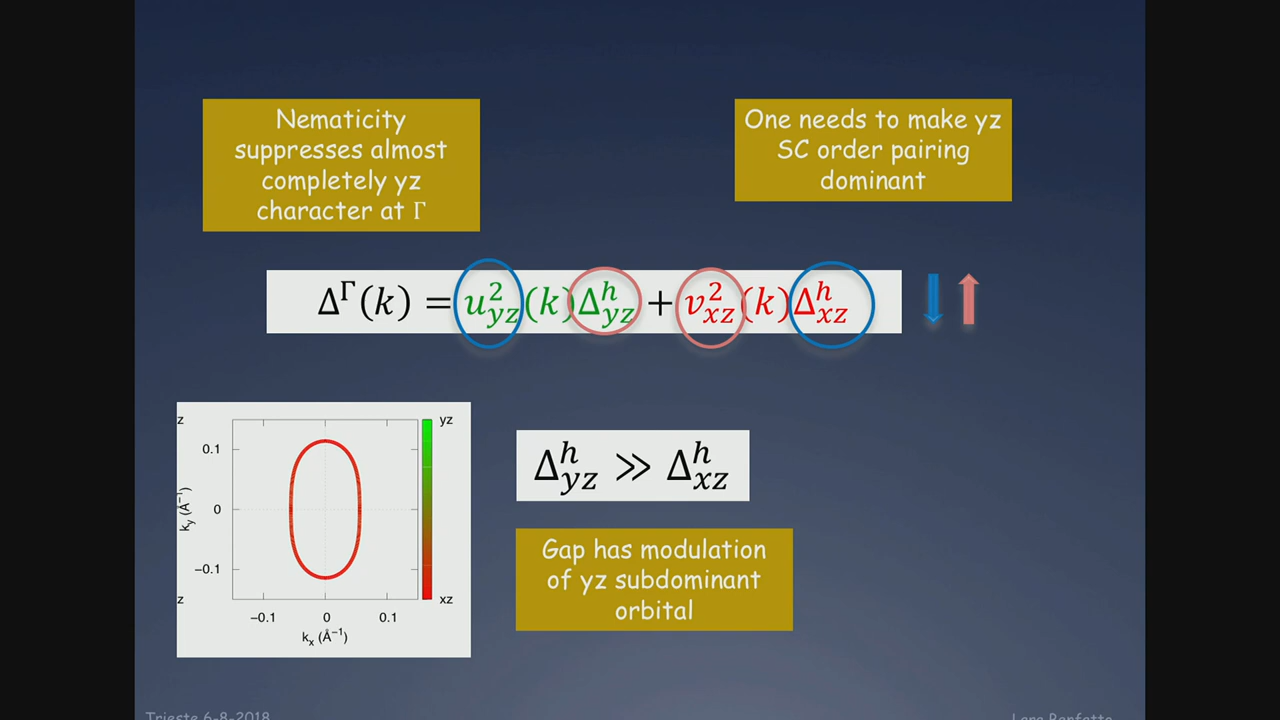 Nematicity
suppresses almost
completely yz
character at Γ
One needs to make yz
SC order pairing
dominant
Δ^Γ(k) = u²_yz(k)Δ^h_yz + v²_xz(k)Δ^h_xz
z
0.1
0
−0.1
z
k_y (Å⁻¹)
−0.1
0
0.1
k_x (Å⁻¹)
yz
xz
Δ^h_yz ≫ Δ^h_xz
Gap has modulation
of yz subdominant
orbital
Trieste 6-8-2018